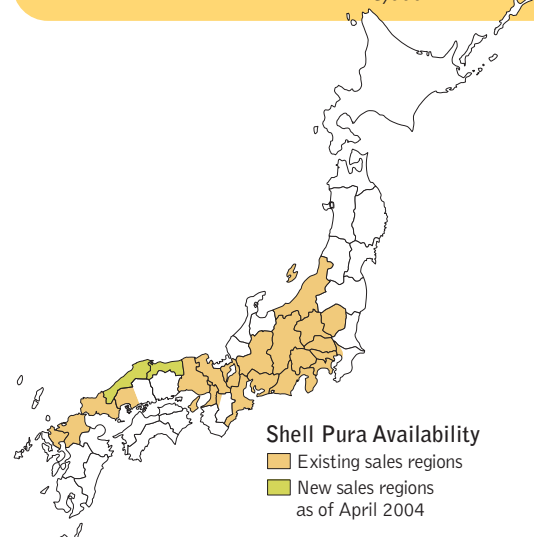 Shell Pura Availability
Existing sales regions
New sales regions
as of April 2004